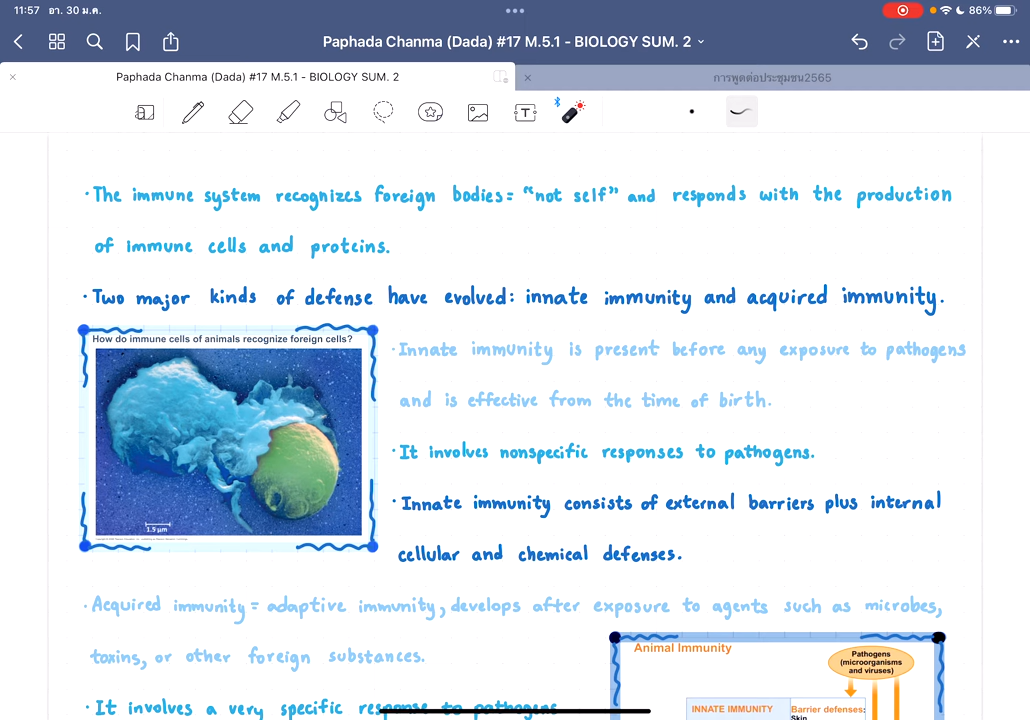 11:57 อา. 30 ม.ค.
86%
Paphada Chanma (Dada) #17 M.5.1 - BIOLOGY SUM. 2
Paphada Chanma (Dada) #17 M.5.1 - BIOLOGY SUM. 2
การพูดต่อประชุมชน2565
· The immune system recognizes foreign bodies = "not self" and responds with the production
of immune cells and proteins.
· Two major kinds of defense have evolved: innate immunity and acquired immunity.
How do immune cells of animals recognize foreign cells?
1.5 µm
· Innate immunity is present before any exposure to pathogens
and is effective from the time of birth.
· It involves nonspecific responses to pathogens.
· Innate immunity consists of external barriers plus internal
cellular and chemical defenses.
· Acquired immunity = adaptive immunity, develops after exposure to agents such as microbes,
toxins, or other foreign substances.
· It involves a very specific response to pathogens
Animal Immunity
Pathogens
(microorganisms
and viruses)
INNATE IMMUNITY
Barrier defenses:
Skin